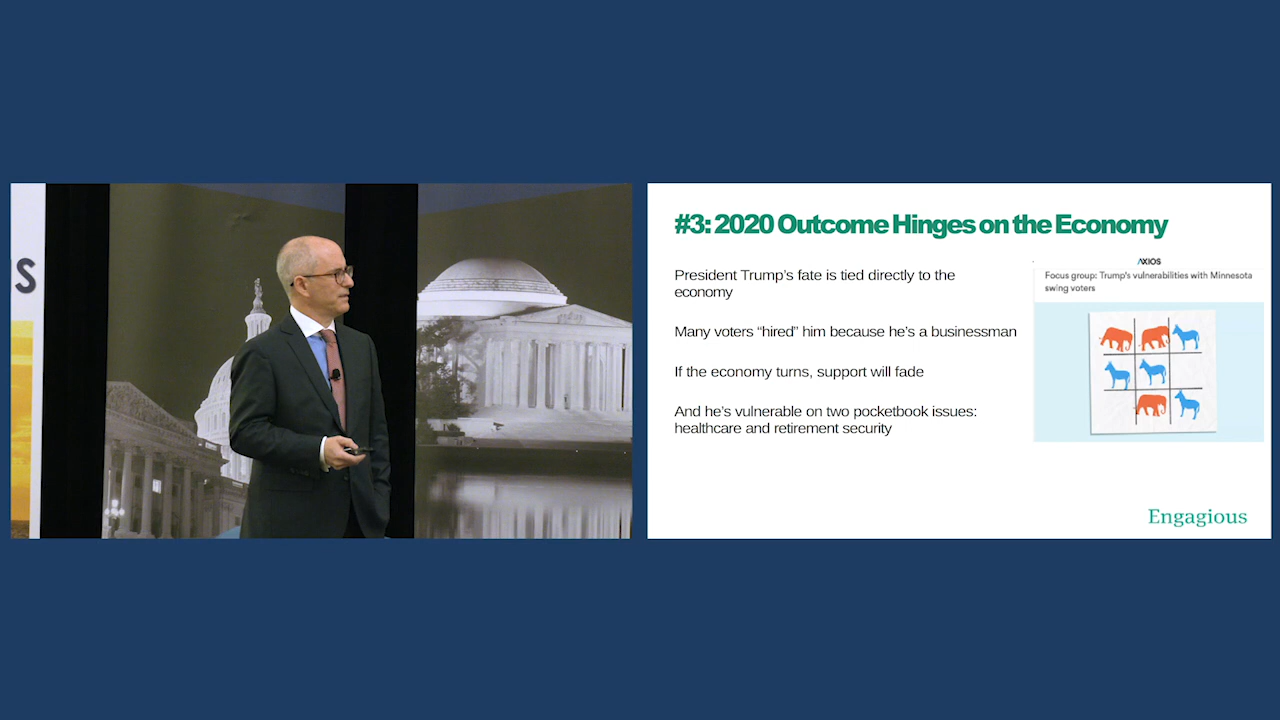 S
#3: 2020 Outcome Hinges on the Economy
President Trump’s fate is tied directly to the
economy
Many voters “hired” him because he’s a businessman
If the economy turns, support will fade
And he’s vulnerable on two pocketbook issues:
healthcare and retirement security
AXIOS
Focus group: Trump's vulnerabilities with Minnesota
swing voters
Engagious